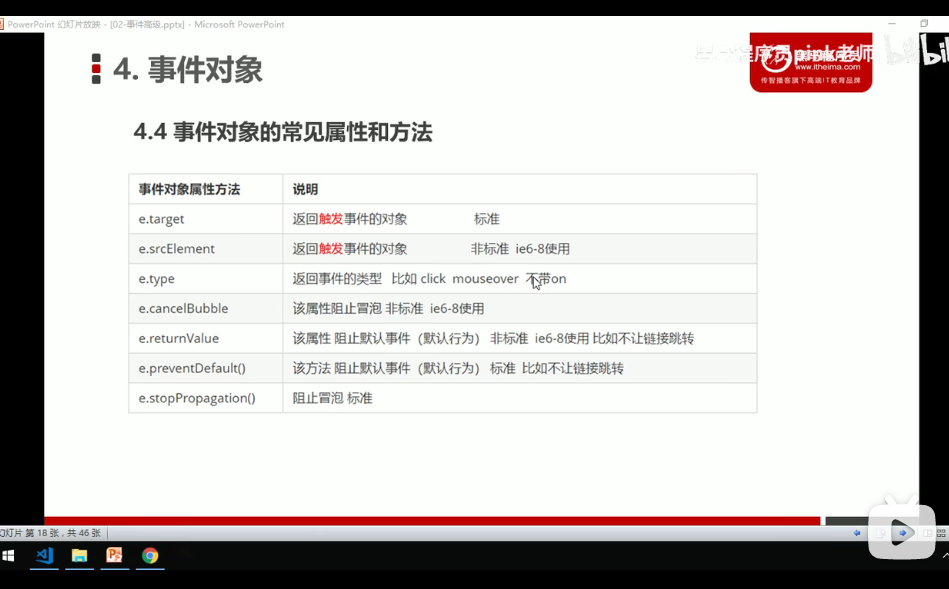 PowerPoint 幻灯片放映 - [02-事件高级.pptx] - Microsoft PowerPoint
4. 事件对象
程序员pink老师
www.itheima.com
传智播客旗下高端IT教育品牌
4.4 事件对象的常见属性和方法
事件对象属性方法 说明
e.target 返回触发事件的对象 标准
e.srcElement 返回触发事件的对象 非标准 ie6-8使用
e.type 返回事件的类型 比如 click mouseover 不带on
e.cancelBubble 该属性阻止冒泡 非标准 ie6-8使用
e.returnValue 该属性 阻止默认事件（默认行为） 非标准 ie6-8使用 比如不让链接跳转
e.preventDefault() 该方法 阻止默认事件（默认行为） 标准 比如不让链接跳转
e.stopPropagation() 阻止冒泡 标准
幻灯片 第 18 张，共 46 张